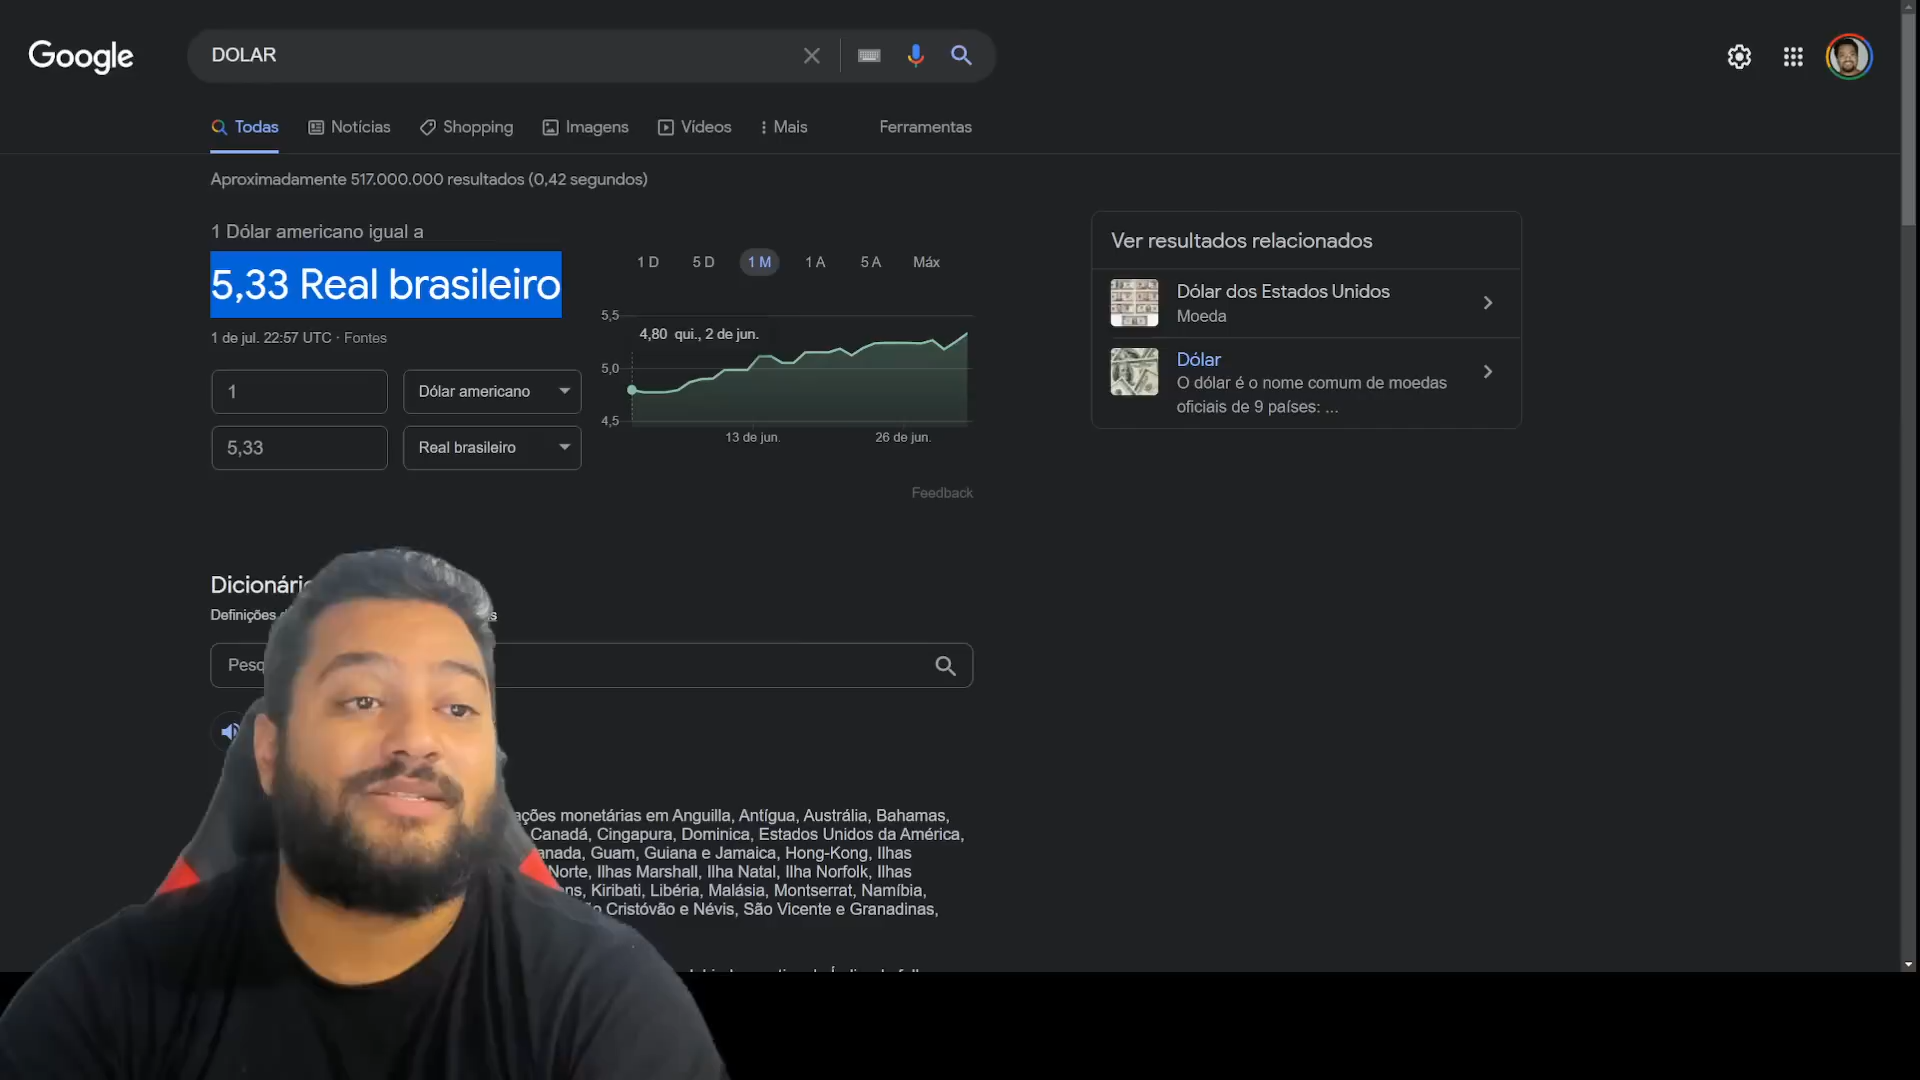 Google
DOLAR
Todas
Notícias
Shopping
Imagens
Vídeos
Mais
Ferramentas
Aproximadamente 517.000.000 resultados (0,42 segundos)
1 Dólar americano igual a
5,33 Real brasileiro
1 de jul. 22:57 UTC · Fontes
1
Dólar americano
5,33
Real brasileiro
1 D
5 D
1 M
1 A
5 A
Máx
5,5
5,0
4,5
4,80 qui., 2 de jun.
13 de jun.
26 de jun.
Feedback
Ver resultados relacionados
Dólar dos Estados Unidos
Moeda
Dólar
O dólar é o nome comum de moedas
oficiais de 9 países: ...
Definições
monetárias em Anguilla, Antígua, Austrália, Bahamas,
Canadá, Cingapura, Dominica, Estados Unidos da América,
Guam, Guiana e Jamaica, Hong-Kong, Ilhas
Norte, Ilhas Marshall, Ilha Natal, Ilha Norfolk, Ilhas
Kiribati, Libéria, Malásia, Montserrat, Namíbia,
Cristóvão e Névis, São Vicente e Granadinas,